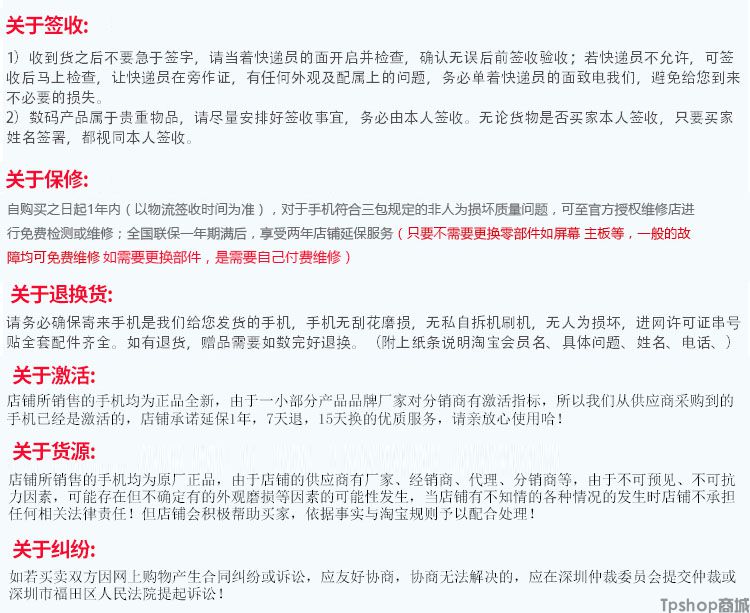 关于签收:
1）收到货之后不要急于签字，请当着快递员的面开启并检查，确认无误后前签收验收；若快递员不允许，可签
收后马上检查，让快递员在旁作证，有任何外观及配属上的问题，务必单着快递员的面致电我们，避免给您到来
不必要的损失。
2）数码产品属于贵重物品，请尽量安排好签收事宜，务必由本人签收。无论货物是否买家本人签收，只要买家
姓名签署，都视同本人签收。
关于保修:
自购买之日起1年内（以物流签收时间为准），对于手机符合三包规定的非人为损坏质量问题，可至官方授权维修店进
行免费检测或维修；全国联保一年期满后，享受两年店铺延保服务（只要不需要更换零部件如屏幕 主板等，一般的故
障均可免费维修 如需要更换部件，是需要自己付费维修）
关于退换货:
请务必确保寄来手机是我们给您发货的手机，手机无刮花磨损，无私自拆机刷机，无人为损坏，进网许可证串号
贴全套配件齐全。如有退货，赠品需要如数完好退换。（附上纸条说明淘宝会员名、具体问题、姓名、电话、）
关于激活:
店铺所销售的手机均为正品全新，由于一小部分产品品牌厂家对分销商有激活指标，所以我们从供应商采购到的
手机已经是激活的，店铺承诺延保1年，7天退，15天换的优质服务，请亲放心使用哈！
关于货源:
店铺所销售的手机均为原厂正品，由于店铺的供应商有厂家、经销商、代理、分销商等，由于不可预见、不可抗
力因素，可能存在但不确定有的外观磨损等因素的可能性发生，当店铺有不知情的各种情况的发生时店铺不承担
任何相关法律责任！但店铺会积极帮助买家，依据事实与淘宝规则予以配合处理！
关于纠纷:
如若买卖双方因网上购物产生合同纠纷或诉讼，应友好协商，协商无法解决的，应在深圳仲裁委员会提交仲裁或
深圳市福田区人民法院提起诉讼！
Tpshop商城